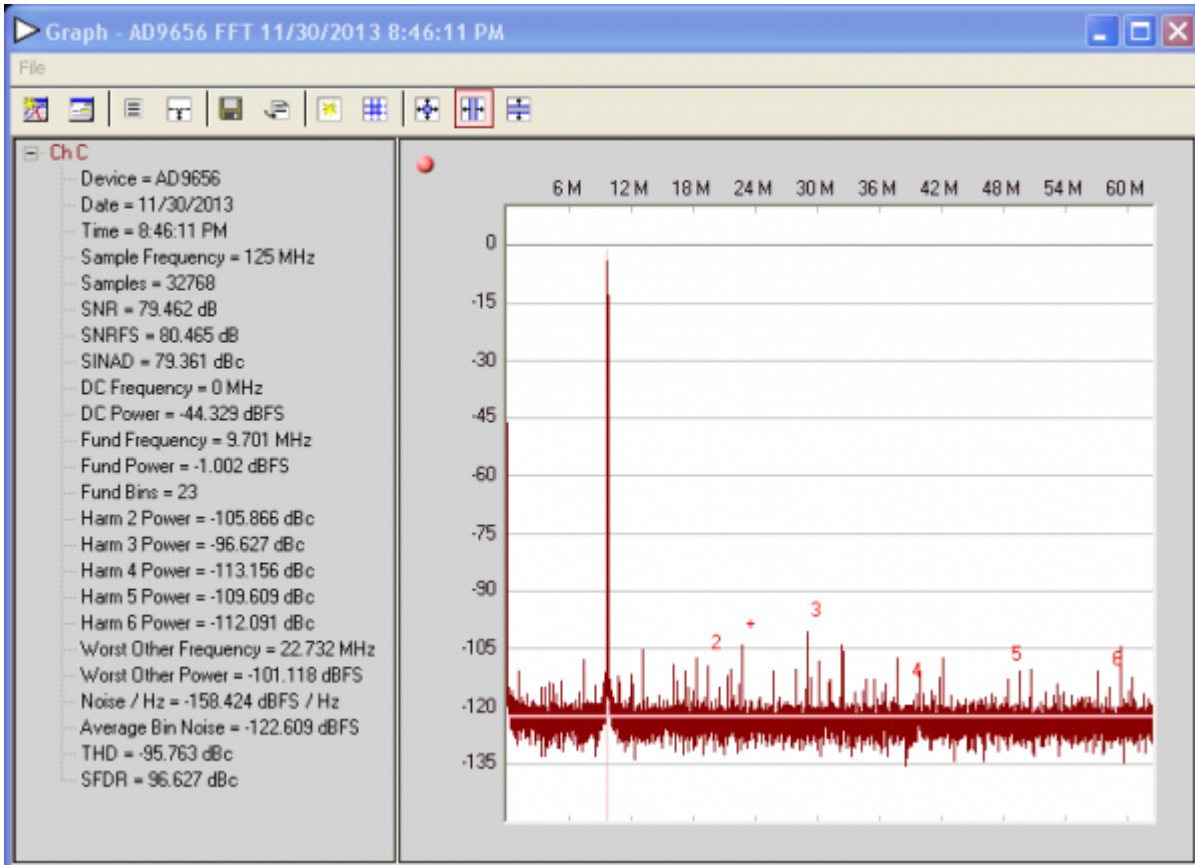 Graph - AD9656 FFT 11/30/2013 8:46:11 PM
File
Ch C
Device = AD9656
Date = 11/30/2013
Time = 8:46:11 PM
Sample Frequency = 125 MHz
Samples = 32768
SNR = 79.462 dB
SNRFS = 80.465 dB
SINAD = 79.361 dBc
DC Frequency = 0 MHz
DC Power = -44.329 dBFS
Fund Frequency = 9.701 MHz
Fund Power = -1.002 dBFS
Fund Bins = 23
Harm 2 Power = -105.866 dBc
Harm 3 Power = -96.627 dBc
Harm 4 Power = -113.156 dBc
Harm 5 Power = -109.609 dBc
Harm 6 Power = -112.091 dBc
Worst Other Frequency = 22.732 MHz
Worst Other Power = -101.118 dBFS
Noise / Hz = -158.424 dBFS / Hz
Average Bin Noise = -122.609 dBFS
THD = -95.763 dBc
SFDR = 96.627 dBc
6 M 12 M 18 M 24 M 30 M 36 M 42 M 48 M 54 M 60 M
0
-15
-30
-45
-60
-75
-90
-105
-120
-135
2
+
3
4
5
6